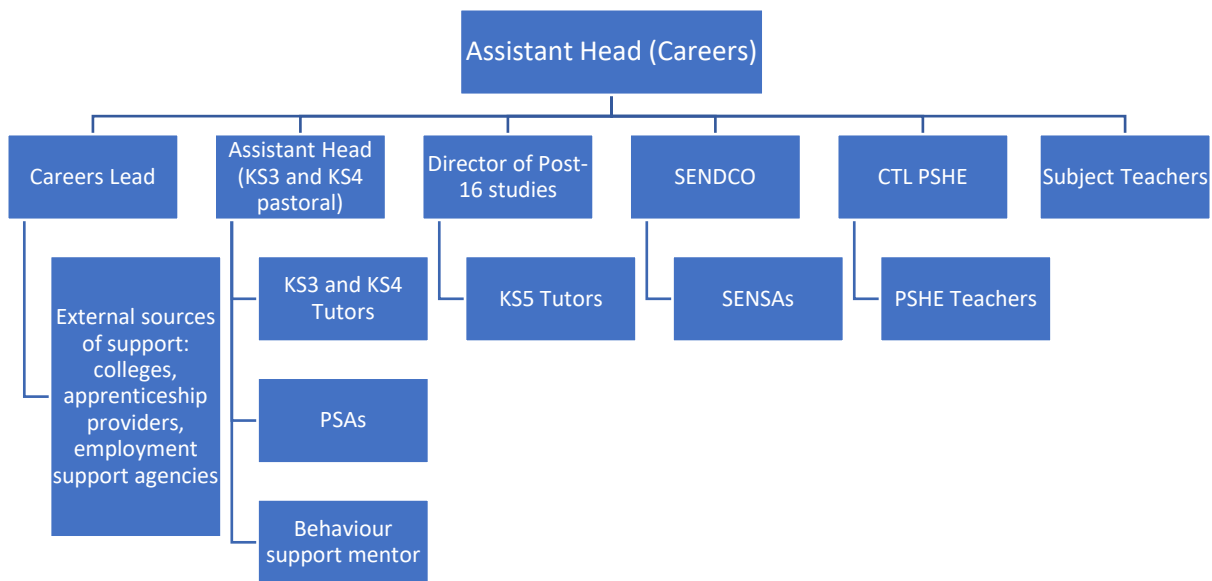 Assistant Head (Careers)
Careers Lead
Assistant Head
(KS3 and KS4
pastoral)
Director of Post-
16 studies
SENDCO
CTL PSHE
Subject Teachers
External sources
of support:
colleges,
apprenticeship
providers,
employment
support agencies
KS3 and KS4
Tutors
PSAs
Behaviour
support mentor
KS5 Tutors
SENSAs
PSHE Teachers